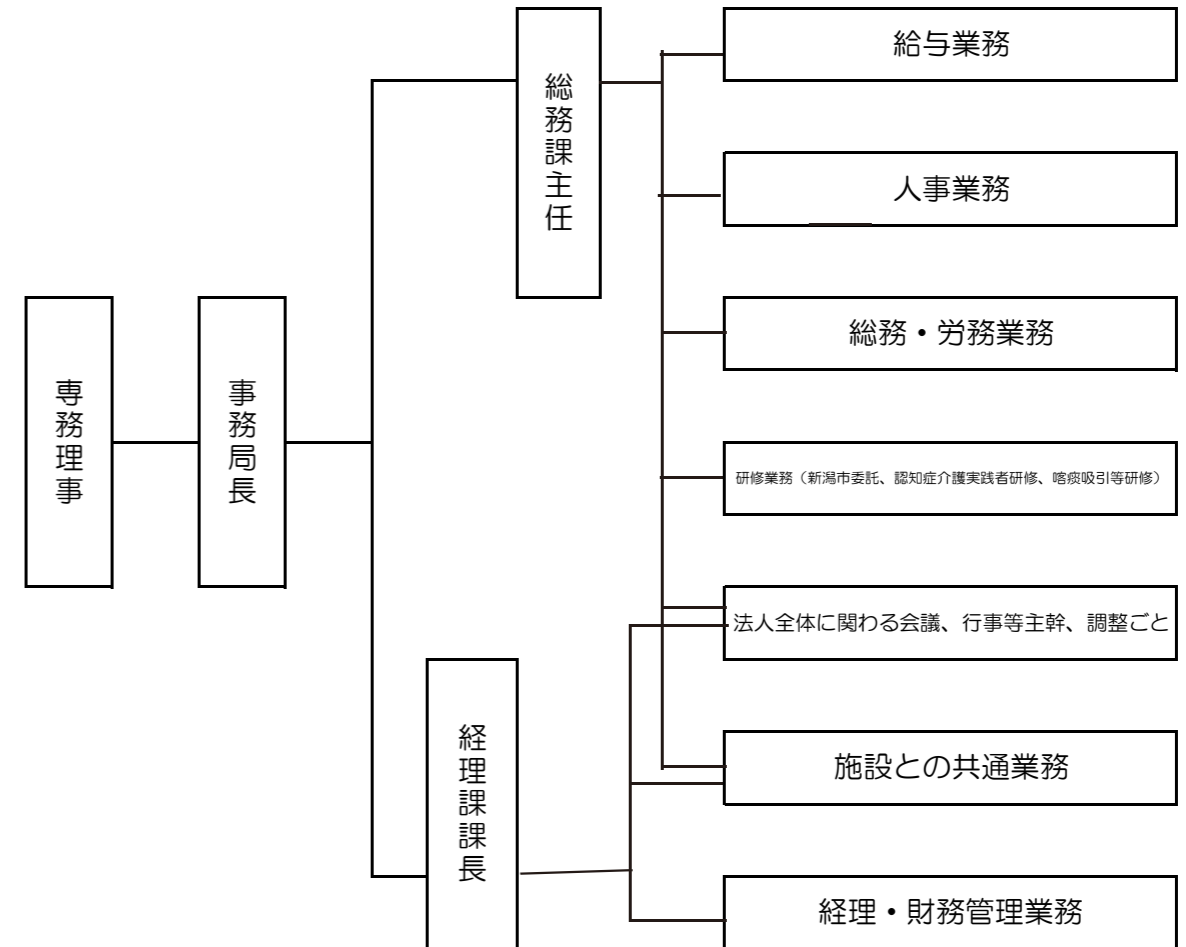 専務理事
事務局長
総務課主任
経理課課長
給与業務
人事業務
総務・労務業務
研修業務（新潟市委託、認知症介護実践者研修、喀痰吸引等研修）
法人全体に関わる会議、行事等主幹、調整ごと
施設との共通業務
経理・財務管理業務